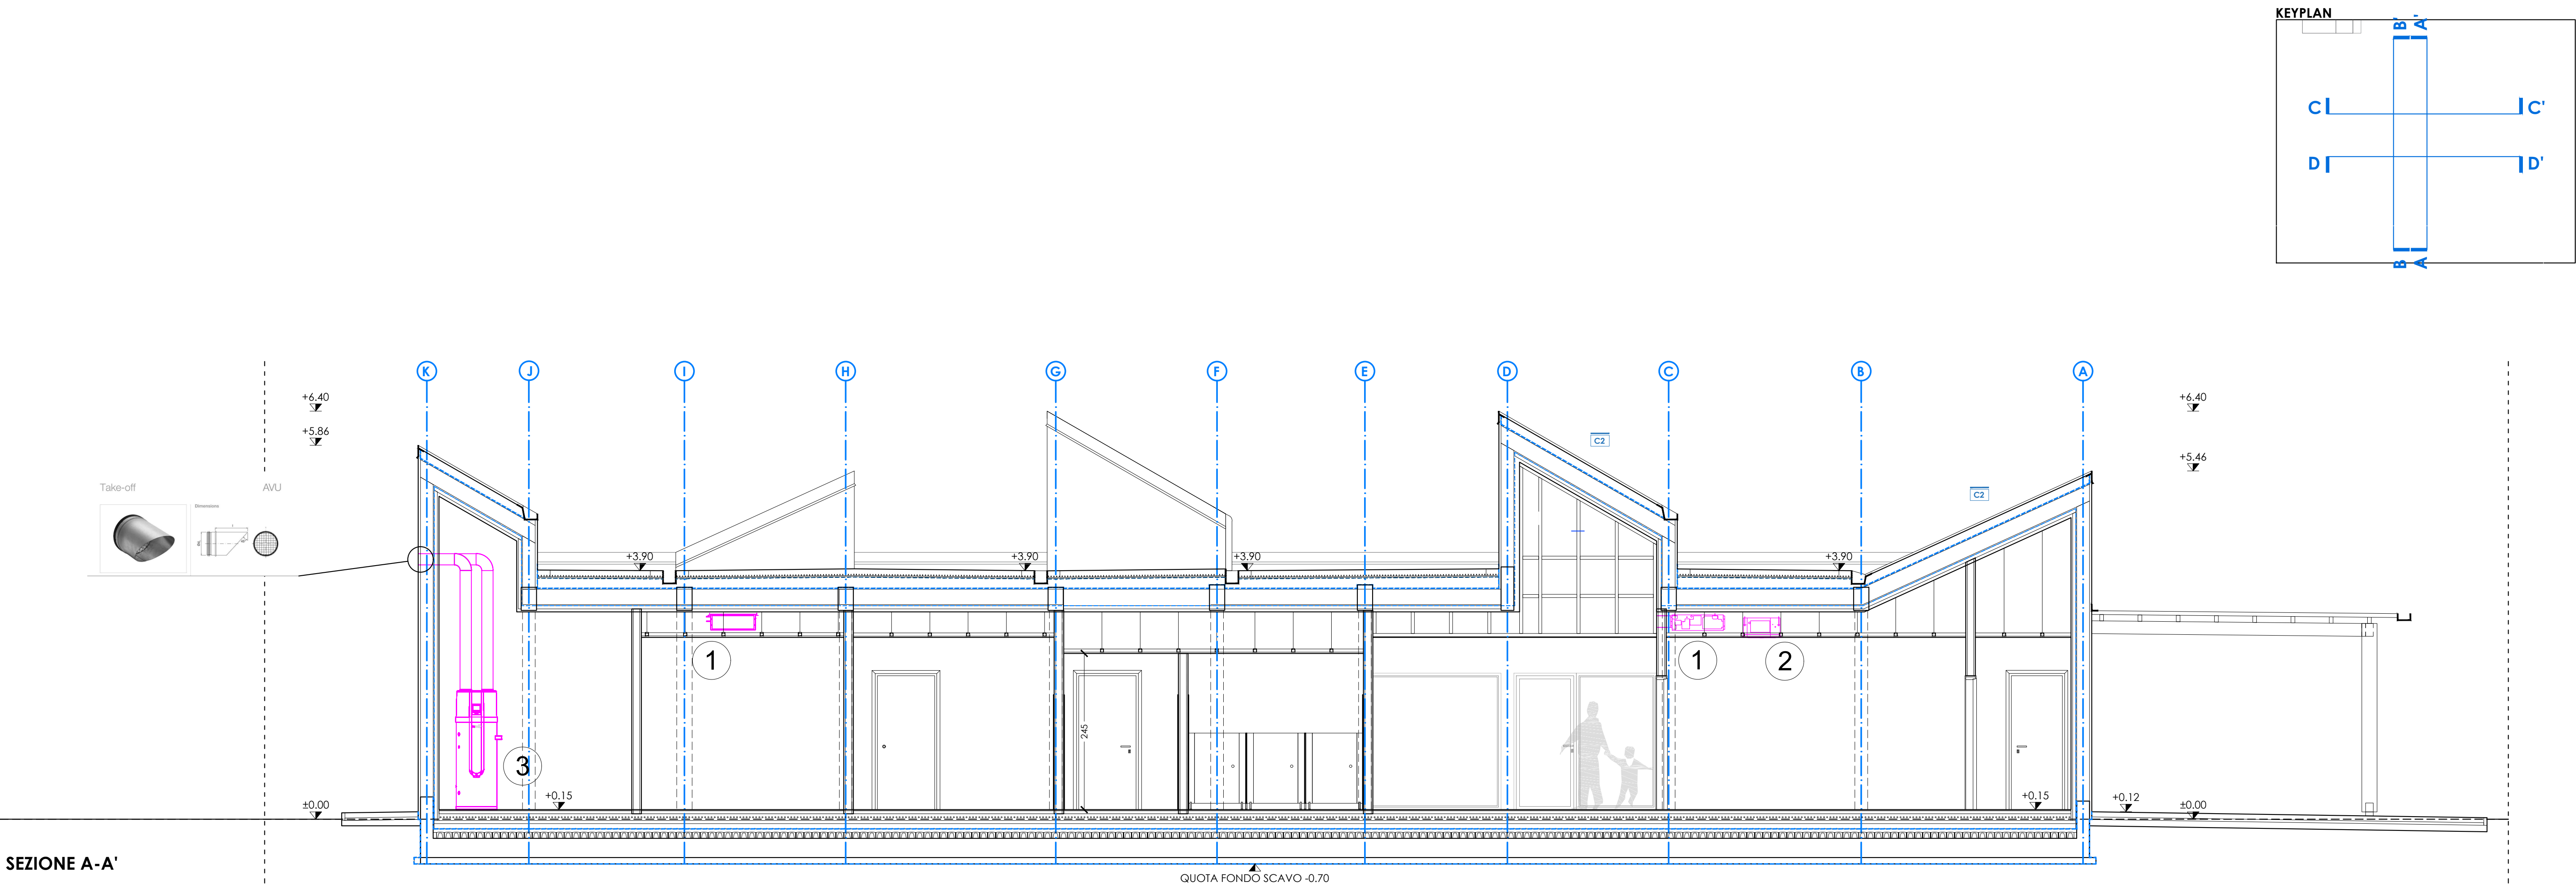 KEYPLAN
B' A'
C C'
D D'
B A
K J I H G F E D C B A
+6.40
+6.40
+5.86
C2
+5.46
Take-off AVU
C2
Dimensions
+3.90 +3.90 +3.90 +3.90
1 1 2
245
3
+0.15 +0.15 +0.12
±0.00 ±0.00
SEZIONE A-A'
QUOTA FONDO SCAVO -0.70